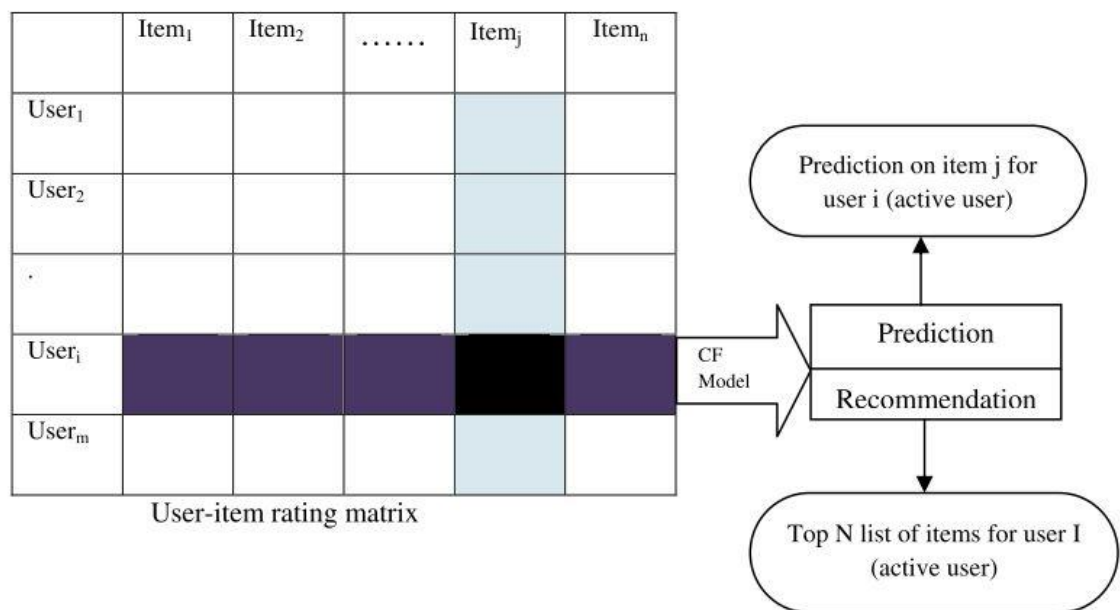 Item₁ Item₂ ...... Itemⱼ Itemₙ
User₁
User₂
.
Userᵢ
Userₘ
User-item rating matrix
CF
Model
Prediction on item j for
user i (active user)
Prediction
Recommendation
Top N list of items for user I
(active user)